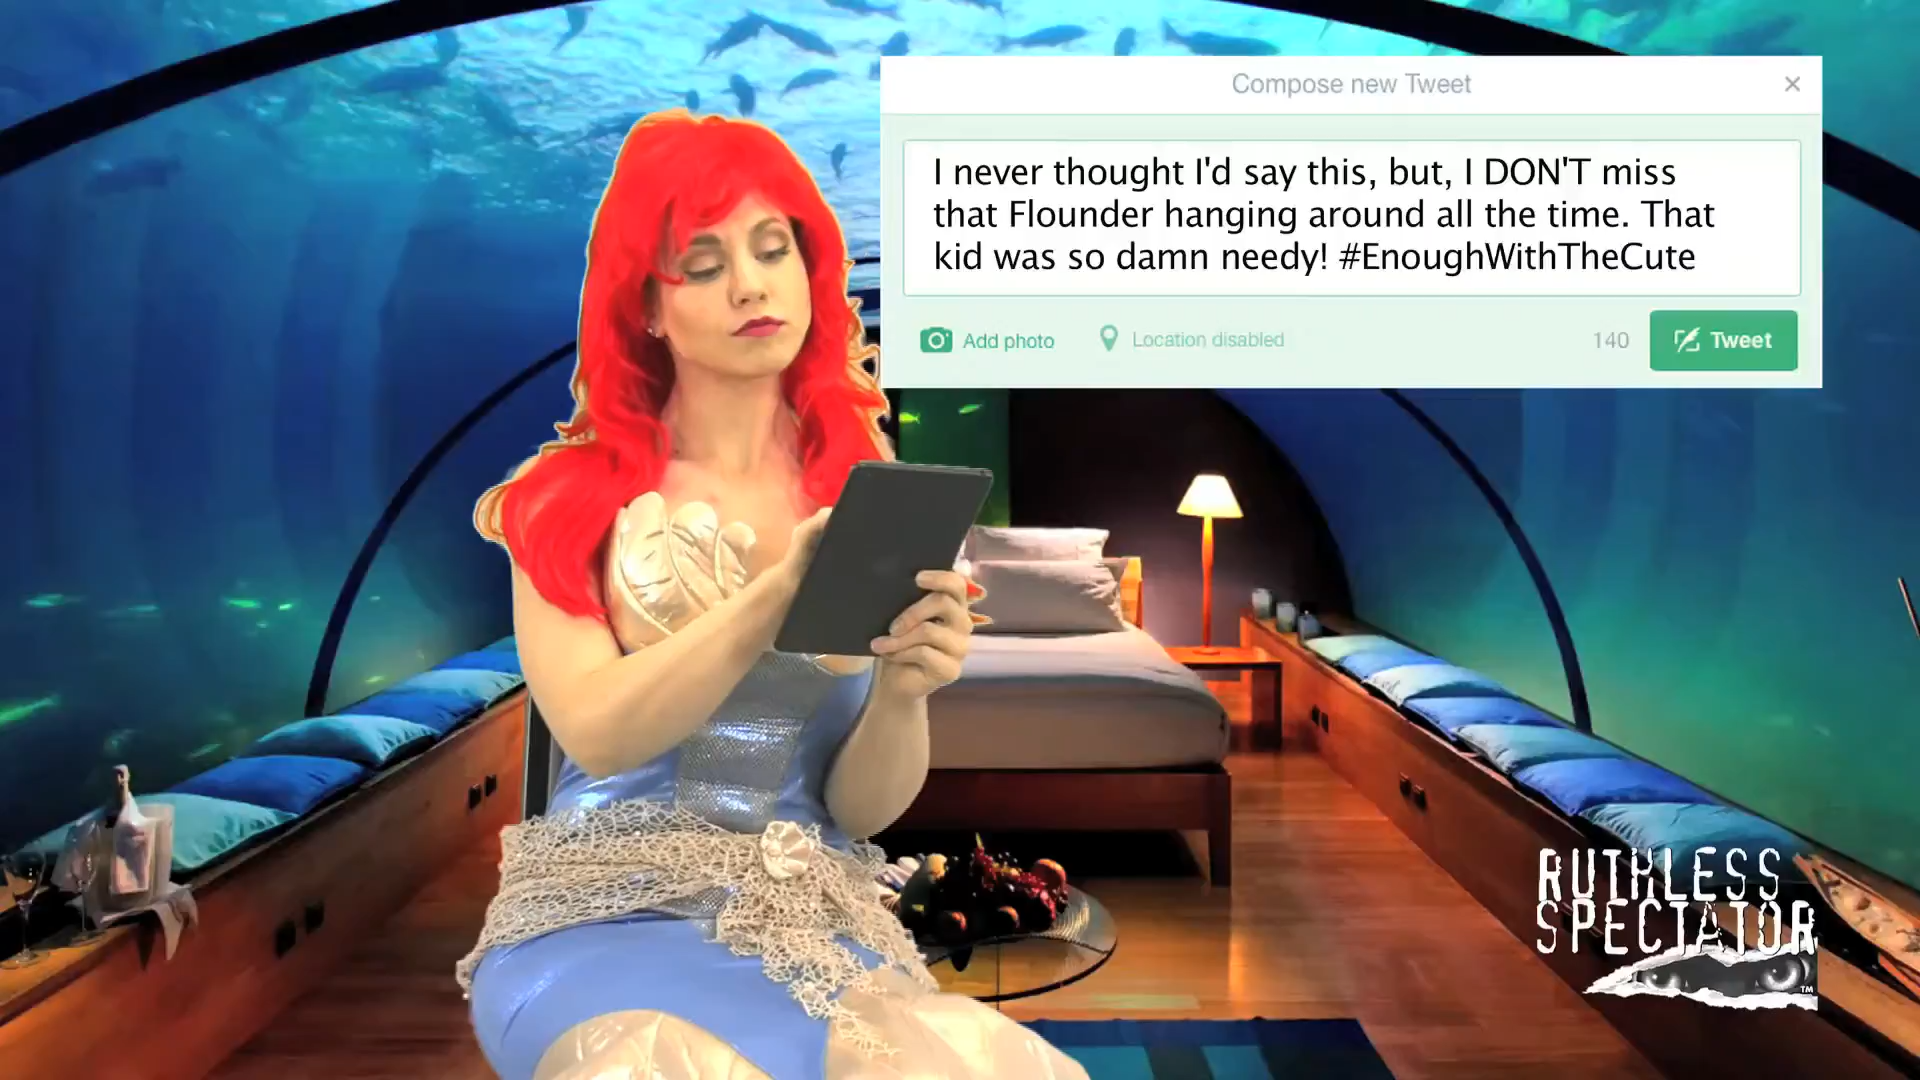 Compose new Tweet
I never thought I'd say this, but, I DON'T miss
that Flounder hanging around all the time. That
kid was so damn needy! #EnoughWithTheCute
Add photo
Location disabled
140
Tweet
RUTHLESS
SPECTATOR
TM